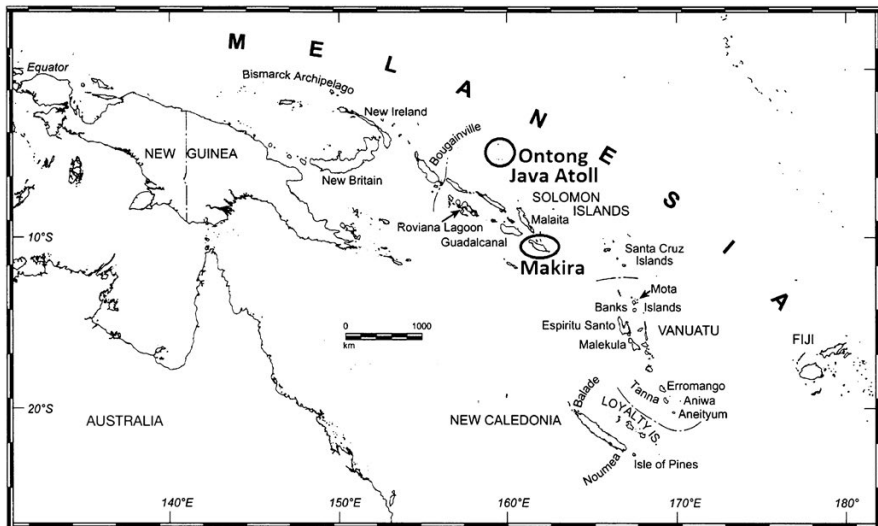 MELANESIA
Equator
Bismarck Archipelago
New Ireland
NEW GUINEA
Bougainville
Ontong
Java Atoll
New Britain
SOLOMON
ISLANDS
Malaita
Roviana Lagoon
Guadalcanal
10°S
Makira
Santa Cruz
Islands
Mota
Banks Islands
0 1000
km
Espiritu Santo
VANUATU
Malekula
FIJI
Tanna
Erromango
Aniwa
Aneityum
20°S
AUSTRALIA
NEW CALEDONIA
Balade
LOYALTY IS.
Noumea
Isle of Pines
140°E
150°E
160°E
170°E
180°